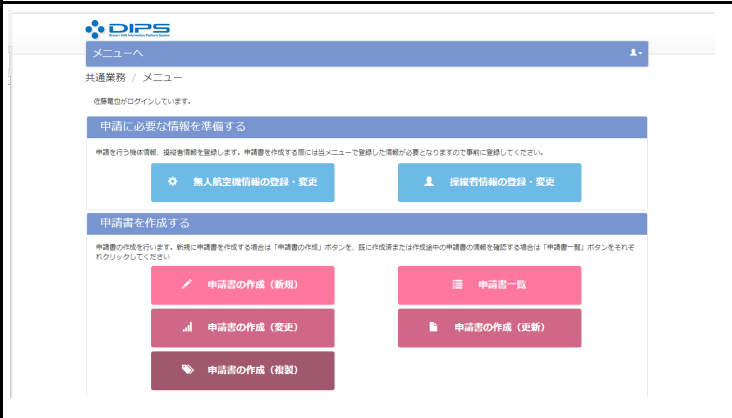 DIPS
Drone / UAS Information Platform System
メニューへ
共通業務 / メニュー
佐藤竜也がログインしています。
申請に必要な情報を準備する
申請を行う機体情報、操縦者情報を登録します。申請書を作成する際には当メニューで登録した情報が必要となりますので事前に登録してください。
無人航空機情報の登録・変更
操縦者情報の登録・変更
申請書を作成する
申請書の作成を行います。新規に申請書を作成する場合は「申請書の作成」ボタンを、既に作成済または作成途中の申請書の情報を確認する場合は「申請書一覧」ボタンをそれぞ
れクリックしてください
申請書の作成（新規）
申請書一覧
申請書の作成（変更）
申請書の作成（更新）
申請書の作成（複製）